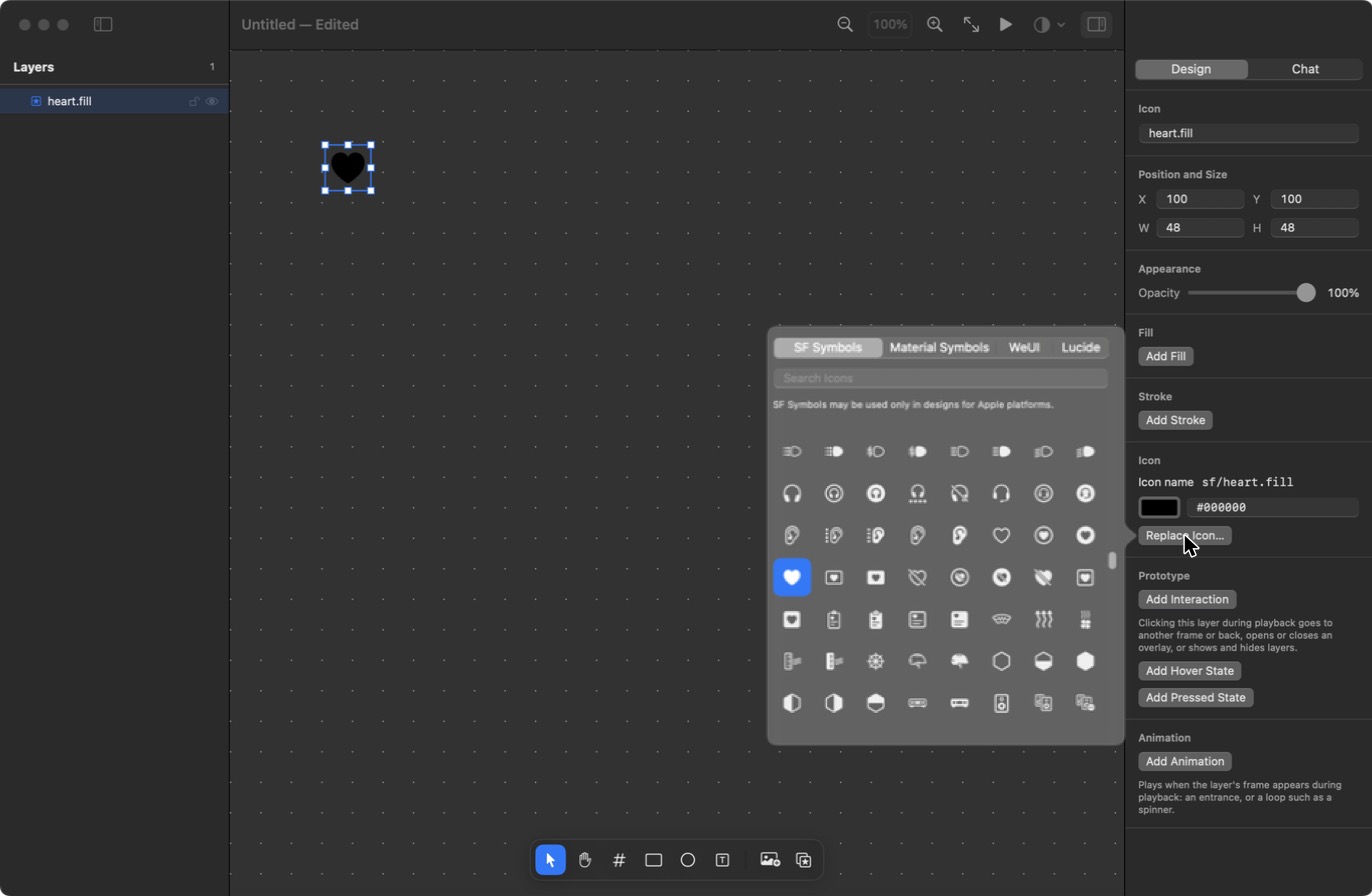 Untitled — Edited
100%
Layers
1
heart.fill
Design
Chat
Icon
heart.fill
Position and Size
X
100
Y
100
W
48
H
48
Appearance
Opacity
100%
Fill
Add Fill
Stroke
Add Stroke
Icon
Icon name sf/heart.fill
#000000
Replace Icon...
Prototype
Add Interaction
Clicking this layer during playback goes to
another frame or back, opens or closes an
overlay, or shows and hides layers.
Add Hover State
Add Pressed State
Animation
Add Animation
Plays when the layer's frame appears during
playback: an entrance, or a loop such as a
spinner.
SF Symbols
Material Symbols
WeUI
Lucide
Search Icons
SF Symbols may be used only in designs for Apple platforms.